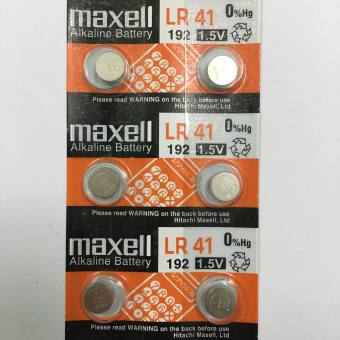 maxell LR 41 0%Hg
Alkaline Battery 192 1.5V
Please read WARNING on the back before use
Hitachi Maxell, Ltd
maxell LR 41 0%Hg
Alkaline Battery 192 1.5V
Please read WARNING on the back before use
Hitachi Maxell, Ltd.
maxell LR 41 0%Hg
Alkaline Battery 192 1.5V
Please read WARNING on the back before use
Hitachi Maxell, Ltd.